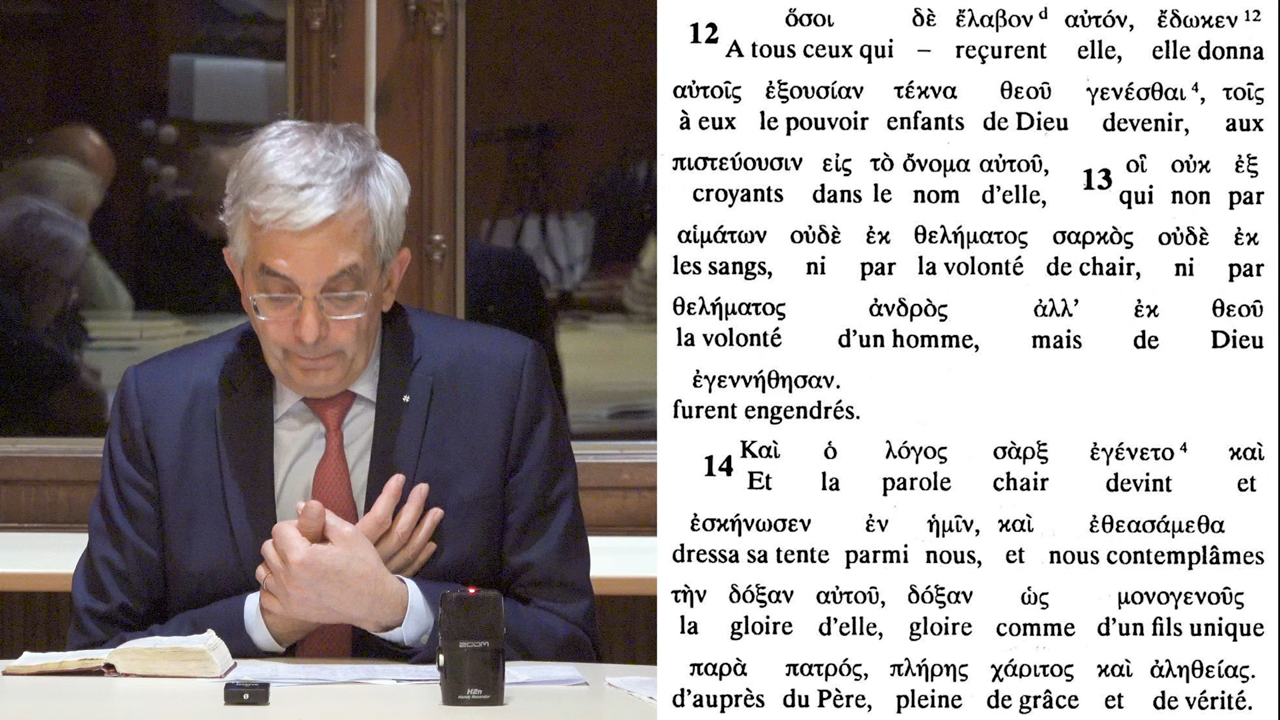 ὅσοι δὲ ἔλαβον ᵈ αὐτόν, ἔδωκεν ¹²
12 A tous ceux qui – reçurent elle, elle donna
αὐτοῖς ἐξουσίαν τέκνα θεοῦ γενέσθαι ⁴, τοῖς
à eux le pouvoir enfants de Dieu devenir, aux
πιστεύουσιν εἰς τὸ ὄνομα αὐτοῦ, 13 οἳ οὐκ ἐξ
croyants dans le nom d'elle, qui non par
αἱμάτων οὐδὲ ἐκ θελήματος σαρκὸς οὐδὲ ἐκ
les sangs, ni par la volonté de chair, ni par
θελήματος ἀνδρὸς ἀλλ' ἐκ θεοῦ
la volonté d'un homme, mais de Dieu
ἐγεννήθησαν.
furent engendrés.
Καὶ ὁ λόγος σὰρξ ἐγένετο ⁴ καὶ
14 Et la parole chair devint et
ἐσκήνωσεν ἐν ἡμῖν, καὶ ἐθεασάμεθα
dressa sa tente parmi nous, et nous contemplâmes
τὴν δόξαν αὐτοῦ, δόξαν ὡς μονογενοῦς
la gloire d'elle, gloire comme d'un fils unique
παρὰ πατρός, πλήρης χάριτος καὶ ἀληθείας.
d'auprès du Père, pleine de grâce et de vérité.
ZOOM
H2n
Handy Recorder